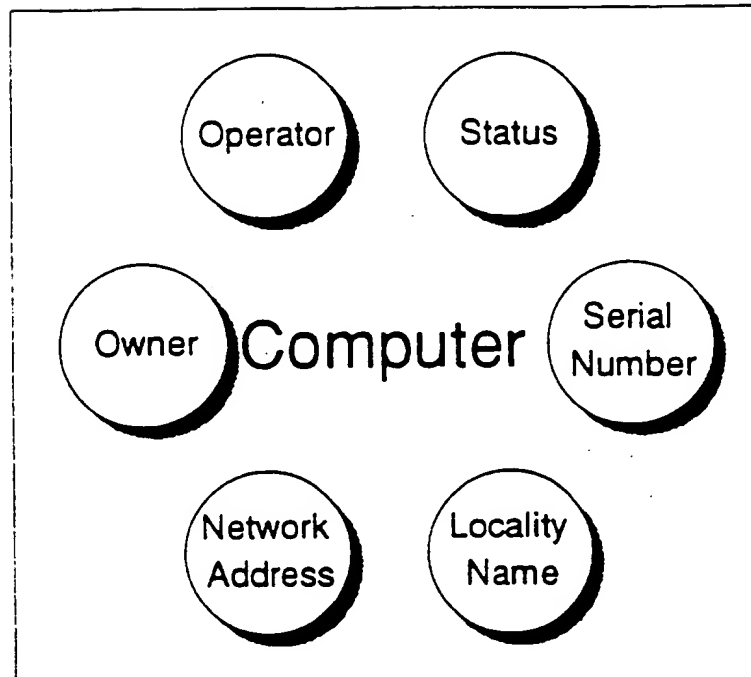 Operator
Status
Owner
Computer
Serial
Number
Network
Address
Locality
Name